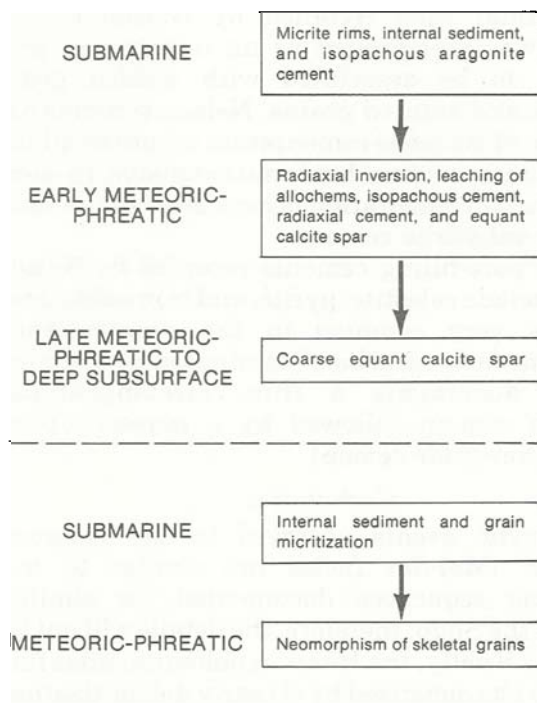 SUBMARINE
Micrite rims, internal sediment,
and isopachous aragonite
cement
EARLY METEORIC-
PHREATIC
Radiaxial inversion, leaching of
allochems, isopachous cement,
radiaxial cement, and equant
calcite spar
LATE METEORIC-
PHREATIC TO
DEEP SUBSURFACE
Coarse equant calcite spar
SUBMARINE
Internal sediment and grain
micritization
METEORIC-PHREATIC
Neomorphism of skeletal grains